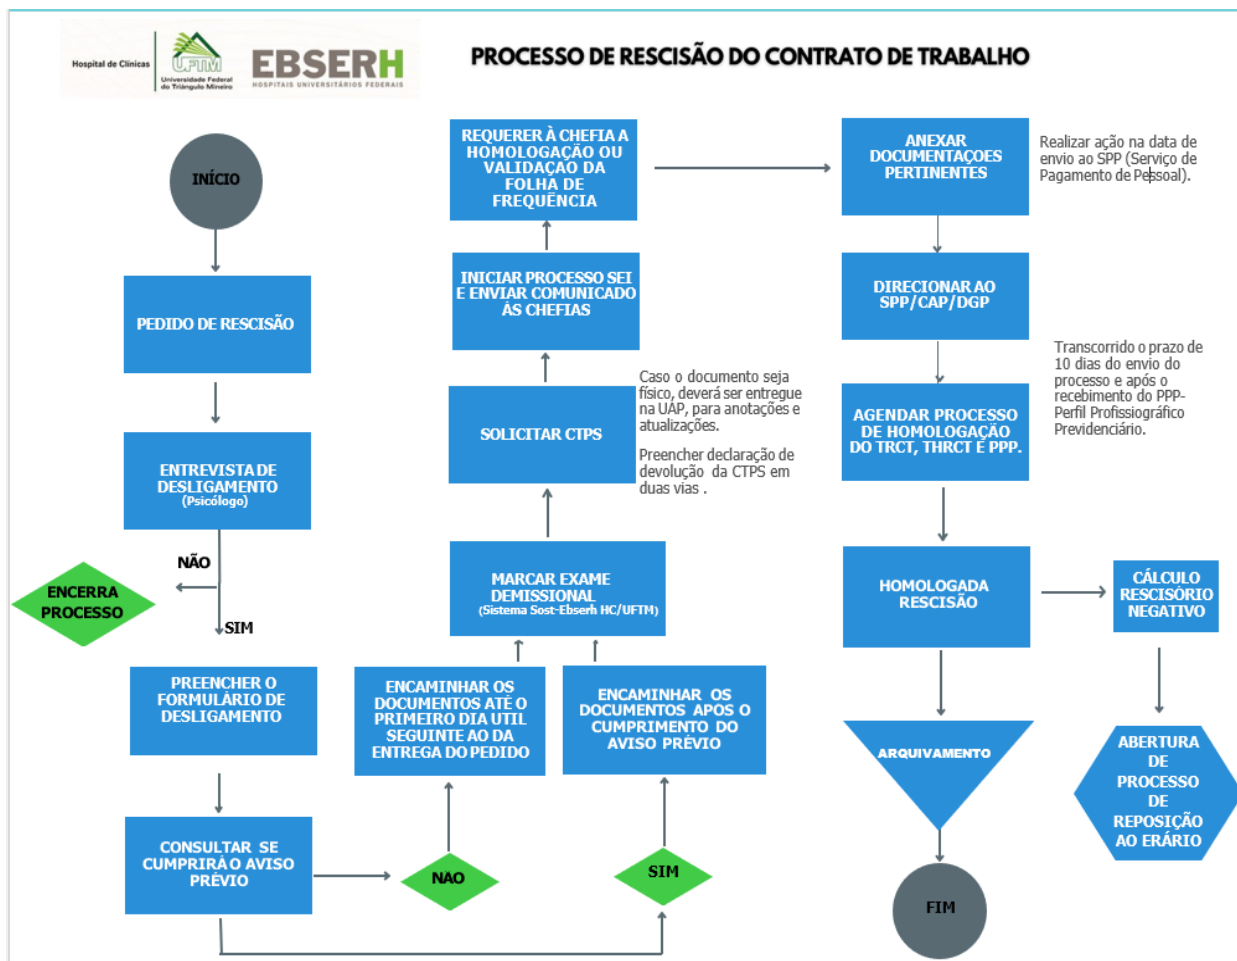 Hospital de Clínicas
UFTM
Universidade Federal
do Triângulo Mineiro
EBSERH
HOSPITAIS UNIVERSITÁRIOS FEDERAIS
PROCESSO DE RESCISÃO DO CONTRATO DE TRABALHO
INÍCIO
PEDIDO DE RESCISÃO
ENTREVISTA DE
DESLIGAMENTO
(Psicólogo)
NÃO
ENCERRA
PROCESSO
SIM
PREENCHER O
FORMULÁRIO DE
DESLIGAMENTO
CONSULTAR SE
CUMPRIRÁ O AVISO
PRÉVIO
NÃO
SIM
ENCAMINHAR OS
DOCUMENTOS ATÉ O
PRIMEIRO DIA UTIL
SEGUINTE AO DA
ENTREGA DO PEDIDO
ENCAMINHAR OS
DOCUMENTOS APÓS O
CUMPRIMENTO DO
AVISO PRÉVIO
MARCAR EXAME
DEMISSIONAL
(Sistema Sost-Ebserh HC/UFTM)
SOLICITAR CTPS
Caso o documento seja
físico, deverá ser entregue
na UAP, para anotações e
atualizações.
Preencher declaração de
devolução da CTPS em
duas vias .
INICIAR PROCESSO SEI
E ENVIAR COMUNICADO
ÀS CHEFIAS
REQUERER À CHEFIA A
HOMOLOGAÇÃO OU
VALIDAÇÃO DA
FOLHA DE
FREQUÊNCIA
ANEXAR
DOCUMENTAÇOES
PERTINENTES
Realizar ação na data de
envio ao SPP (Serviço de
Pagamento de Pessoal).
DIRECIONAR AO
SPP/CAP/DGP
AGENDAR PROCESSO
DE HOMOLOGAÇÃO
DO TRCT, THRCT E PPP.
Transcorrido o prazo de
10 dias do envio do
processo e após o
recebimento do PPP-
Perfil Profissiográfico
Previdenciário.
HOMOLOGADA
RESCISÃO
CÁLCULO
RESCISÓRIO
NEGATIVO
ARQUIVAMENTO
ABERTURA
DE
PROCESSO
DE
REPOSIÇÃO
AO ERÁRIO
FIM